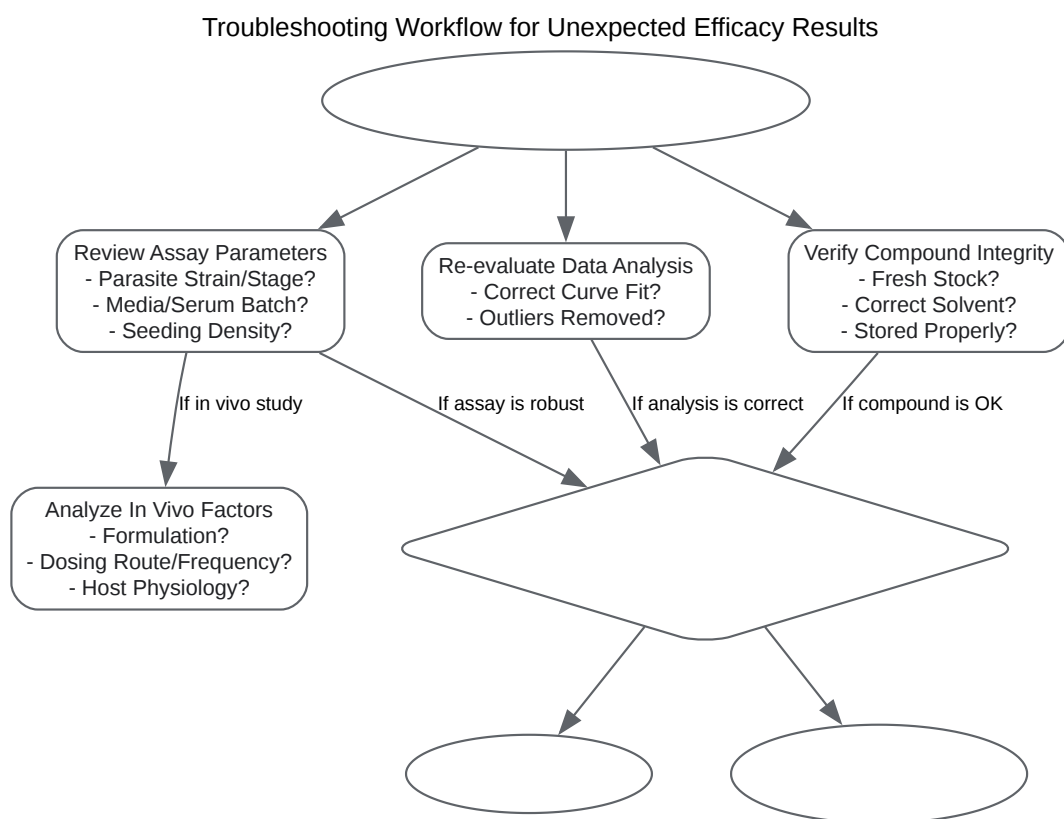 Troubleshooting Workflow for Unexpected Efficacy Results
Review Assay Parameters
- Parasite Strain/Stage?
- Media/Serum Batch?
- Seeding Density?
Re-evaluate Data Analysis
- Correct Curve Fit?
- Outliers Removed?
Verify Compound Integrity
- Fresh Stock?
- Correct Solvent?
- Stored Properly?
If in vivo study
If assay is robust
If analysis is correct
If compound is OK
Analyze In Vivo Factors
- Formulation?
- Dosing Route/Frequency?
- Host Physiology?